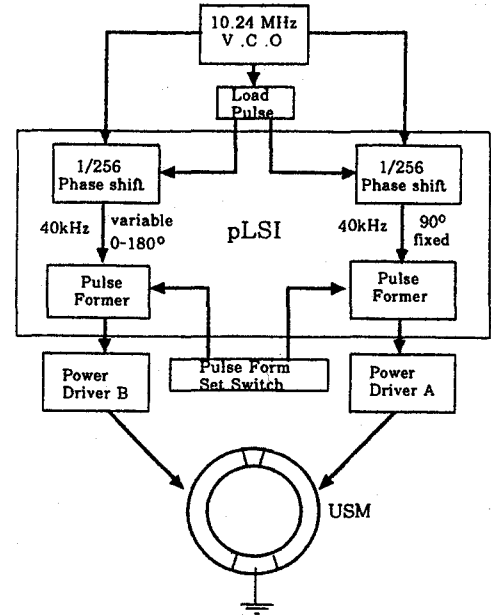 10.24 MHz
V .C.O
Load
Pulse
1/256
Phase shift
1/256
Phase shift
40kHz
variable
0-180°
pLSI
40kHz
90°
fixed
Pulse
Former
Pulse
Former
Power
Driver B
Pulse Form
Set Switch
Power
Driver A
USM